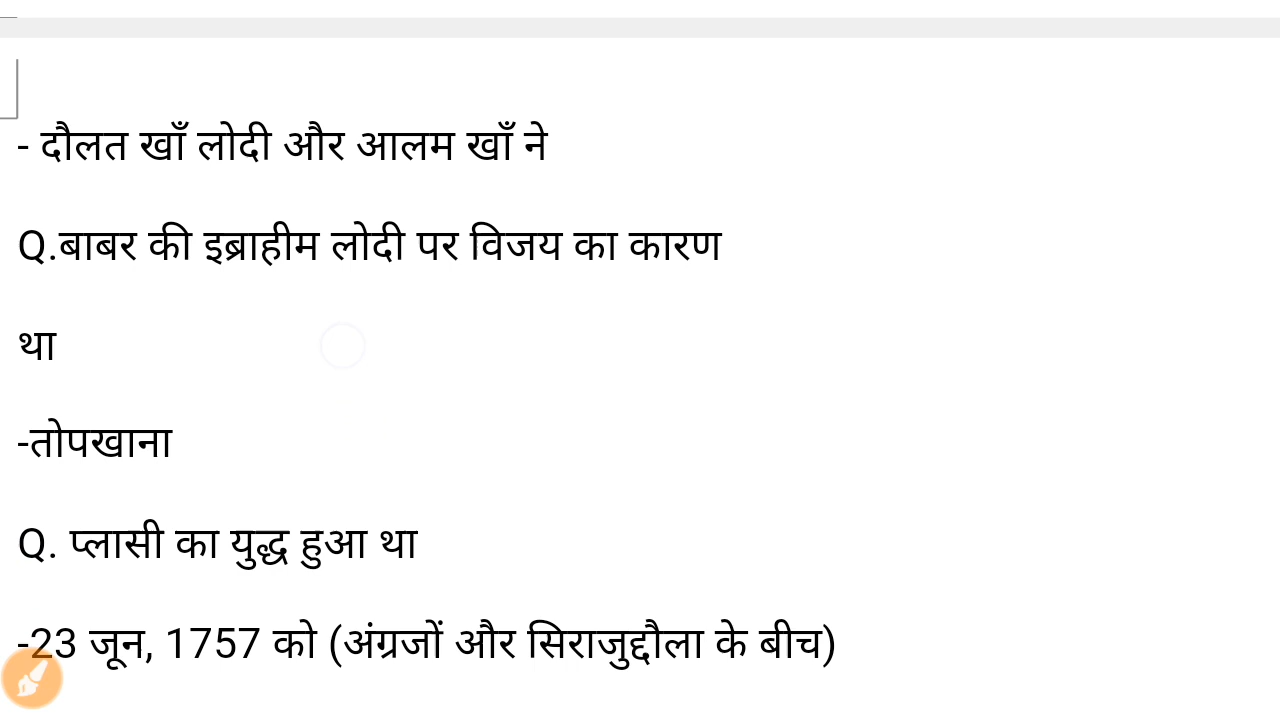 - दौलत खाँ लोदी और आलम खाँ ने
Q.बाबर की इब्राहीम लोदी पर विजय का कारण
था
-तोपखाना
Q. प्लासी का युद्ध हुआ था
-23 जून, 1757 को (अंग्रजों और सिराजुद्दौला के बीच)